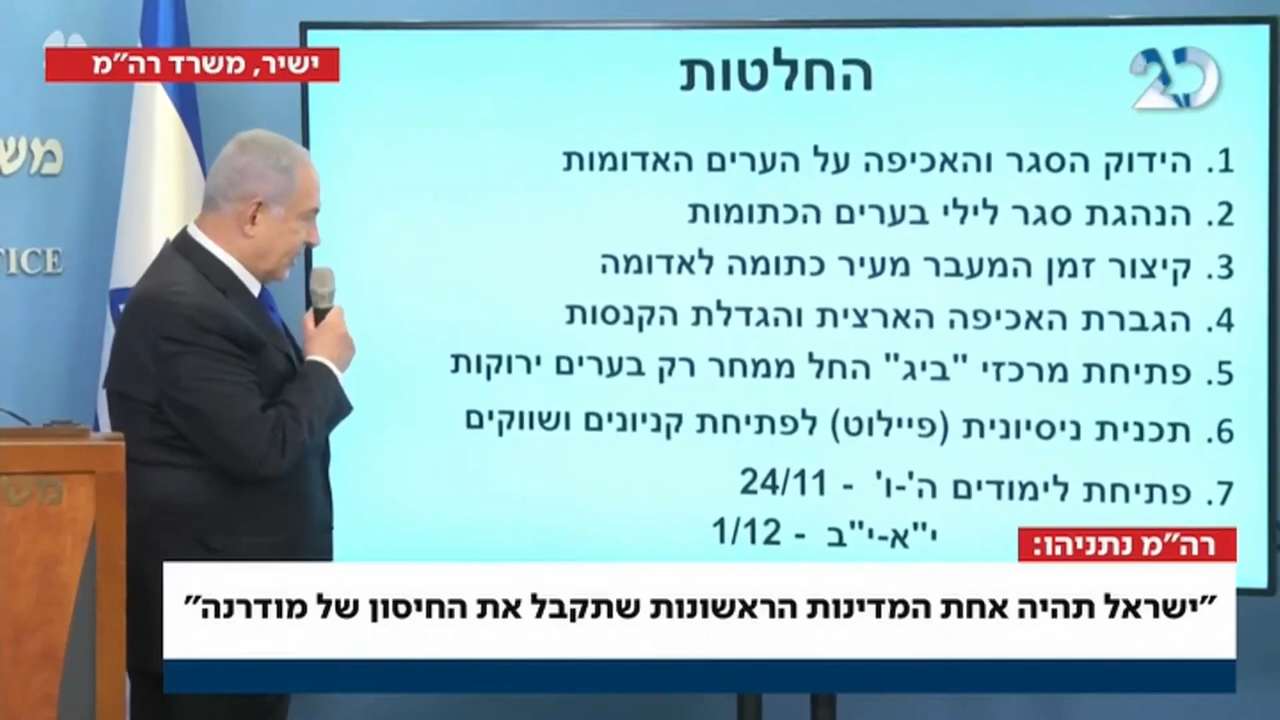 ישיר, משרד רה"מ
20
החלטות
1. הידוק הסגר והאכיפה על הערים האדומות
2. הנהגת סגר לילי בערים הכתומות
3. קיצור זמן המעבר מעיר כתומה לאדומה
4. הגברת האכיפה הארצית והגדלת הקנסות
5. פתיחת מרכזי "ביג" החל ממחר רק בערים ירוקות
6. תכנית ניסיונית (פיילוט) לפתיחת קניונים ושווקים
7. פתיחת לימודים ה'-ו' - 24/11
י"א-י"ב - 1/12
רה"מ נתניהו:
"ישראל תהיה אחת המדינות הראשונות שתקבל את החיסון של מודרנה"